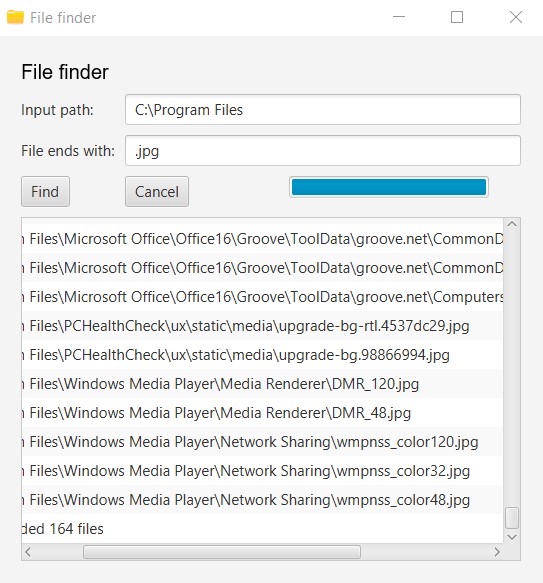 File finder
File finder
Input path: C:\Program Files
File ends with: .jpg
Find Cancel
Files\Microsoft Office\Office16\Groove\ToolData\groove.net\CommonD
Files\Microsoft Office\Office16\Groove\ToolData\groove.net\CommonD
Files\Microsoft Office\Office16\Groove\ToolData\groove.net\Computers
Files\PCHealthCheck\ux\static\media\upgrade-bg-rtl.4537dc29.jpg
Files\PCHealthCheck\ux\static\media\upgrade-bg.98866994.jpg
Files\Windows Media Player\Media Renderer\DMR_120.jpg
Files\Windows Media Player\Media Renderer\DMR_48.jpg
Files\Windows Media Player\Network Sharing\wmpnss_color120.jpg
Files\Windows Media Player\Network Sharing\wmpnss_color32.jpg
Files\Windows Media Player\Network Sharing\wmpnss_color48.jpg
ded 164 files